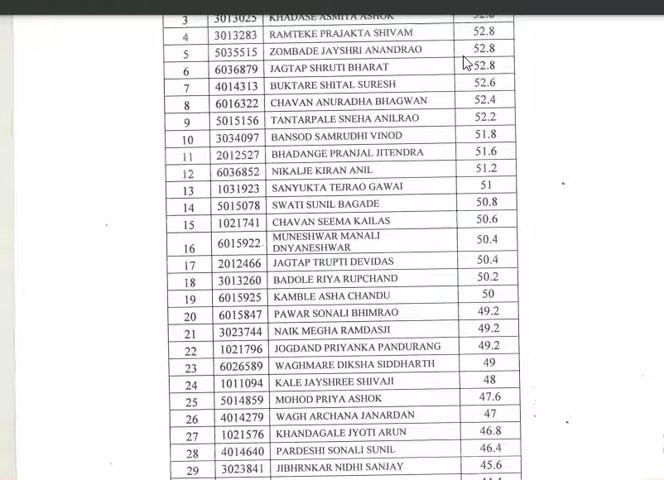 3 3013025 KHADASE ASMITA ASHOK 52.8
4 3013283 RAMTEKE PRAJAKTA SHIVAM 52.8
5 5035515 ZOMBADE JAYSHRI ANANDRAO 52.8
6 6036879 JAGTAP SHRUTI BHARAT 52.8
7 4014313 BUKTARE SHITAL SURESH 52.6
8 6016322 CHAVAN ANURADHA BHAGWAN 52.4
9 5015156 TANTARPALE SNEHA ANILRAO 52.2
10 3034097 BANSOD SAMRUDHI VINOD 51.8
11 2012527 BHADANGE PRANJAL JITENDRA 51.6
12 6036852 NIKALJE KIRAN ANIL 51.2
13 1031923 SANYUKTA TEJRAO GAWAI 51
14 5015078 SWATI SUNIL BAGADE 50.8
15 1021741 CHAVAN SEEMA KAILAS 50.6
16 6015922 MUNESHWAR MANALI
DNYANESHWAR 50.4
17 2012466 JAGTAP TRUPTI DEVIDAS 50.4
18 3013260 BADOLE RIYA RUPCHAND 50.2
19 6015925 KAMBLE ASHA CHANDU 50
20 6015847 PAWAR SONALI BHIMRAO 49.2
21 3023744 NAIK MEGHA RAMDASJI 49.2
22 1021796 JOGDAND PRIYANKA PANDURANG 49.2
23 6026589 WAGHMARE DIKSHA SIDDHARTH 49
24 1011094 KALE JAYSHREE SHIVAJI 48
25 5014859 MOHOD PRIYA ASHOK 47.6
26 4014279 WAGH ARCHANA JANARDAN 47
27 1021576 KHANDAGALE JYOTI ARUN 46.8
28 4014640 PARDESHI SONALI SUNIL 46.4
29 3023841 JIBHRNKAR NIDHI SANJAY 45.6